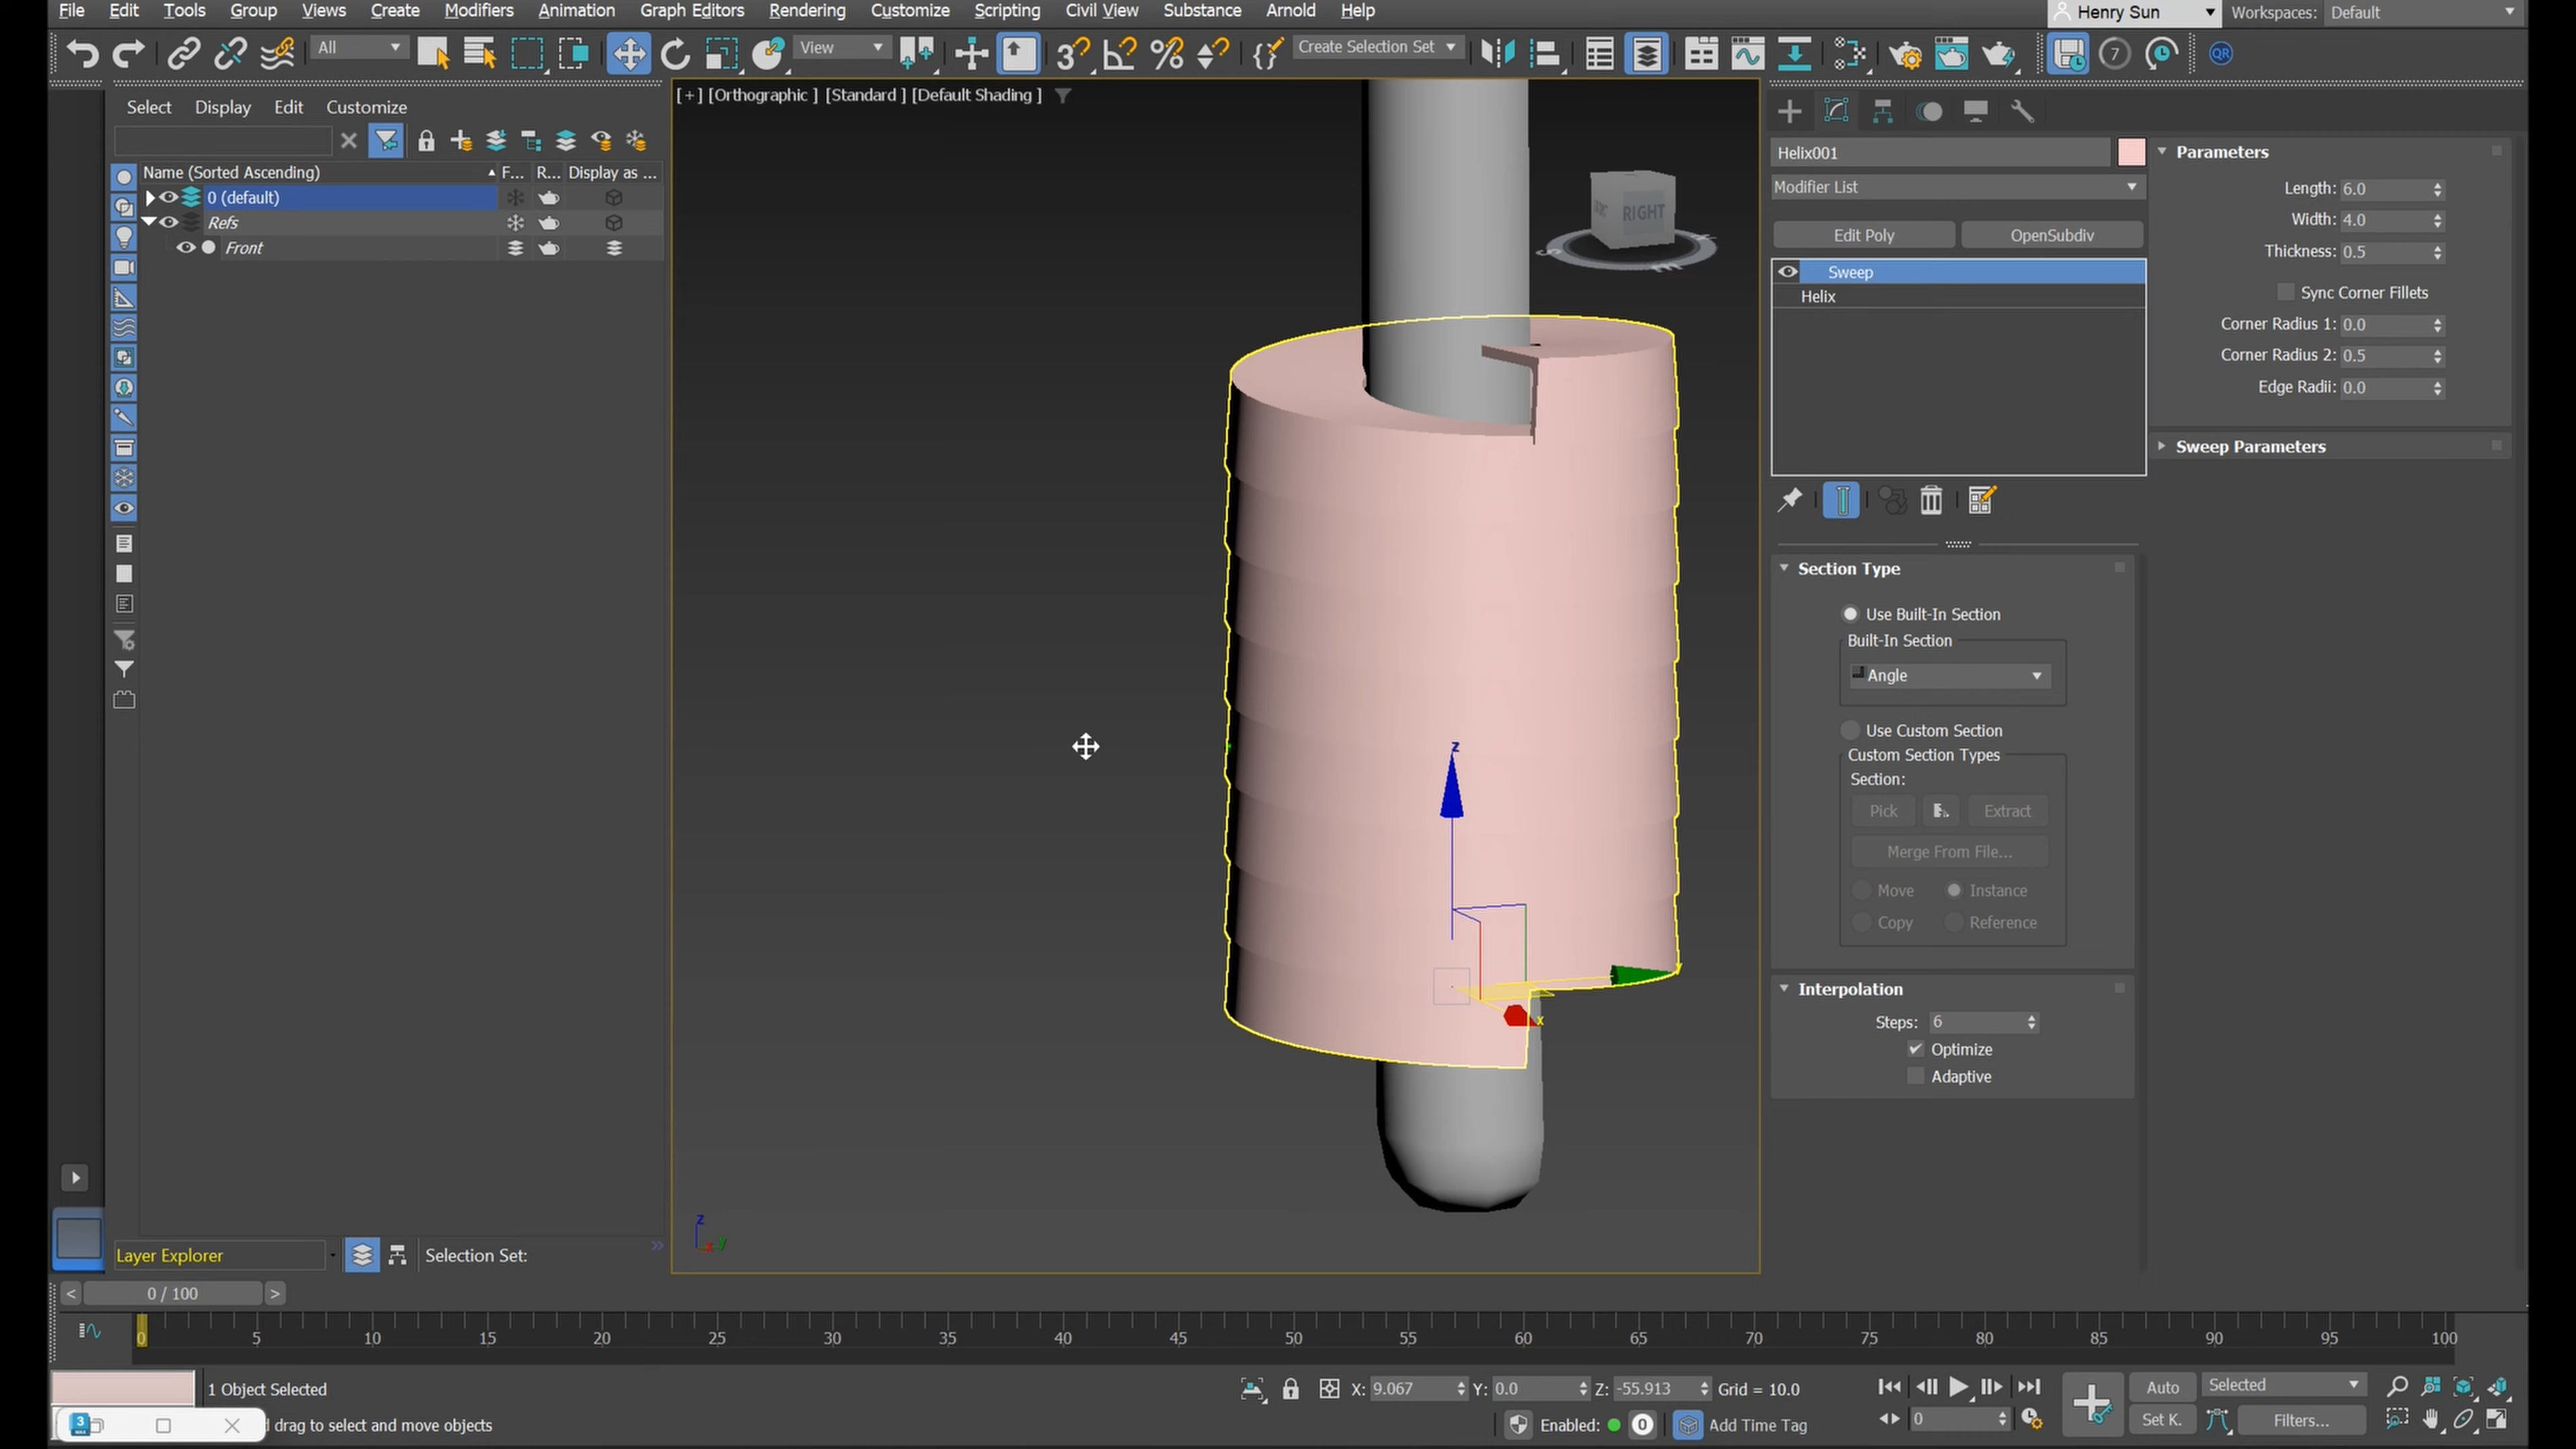 File Edit Tools Group Views Create Modifiers Animation Graph Editors Rendering Customize Scripting Civil View Substance Arnold Help
Henry Sun
Workspaces: Default
All
View
Create Selection Set
7
QR
Select Display Edit Customize
Name (Sorted Ascending) F... R... Display as ...
0 (default)
Refs
Front
[+] [Orthographic ] [Standard ] [Default Shading ]
RIGHT
z
x
z
x y
Helix001
Modifier List
Edit Poly OpenSubdiv
Sweep
Helix
Section Type
Use Built-In Section
Built-In Section
Angle
Use Custom Section
Custom Section Types
Section:
Pick Extract
Merge From File...
Move Instance
Copy Reference
Interpolation
Steps: 6
Optimize
Adaptive
Parameters
Length: 6.0
Width: 4.0
Thickness: 0.5
Sync Corner Fillets
Corner Radius 1: 0.0
Corner Radius 2: 0.5
Edge Radii: 0.0
Sweep Parameters
Layer Explorer
Selection Set:
< 0 / 100 >
0 5 10 15 20 25 30 35 40 45 50 55 60 65 70 75 80 85 90 95 100
1 Object Selected
X: 9.067 Y: 0.0 Z: -55.913 Grid = 10.0
Auto Selected
drag to select and move objects
Enabled: 0 Add Time Tag
0
Set K. Filters...